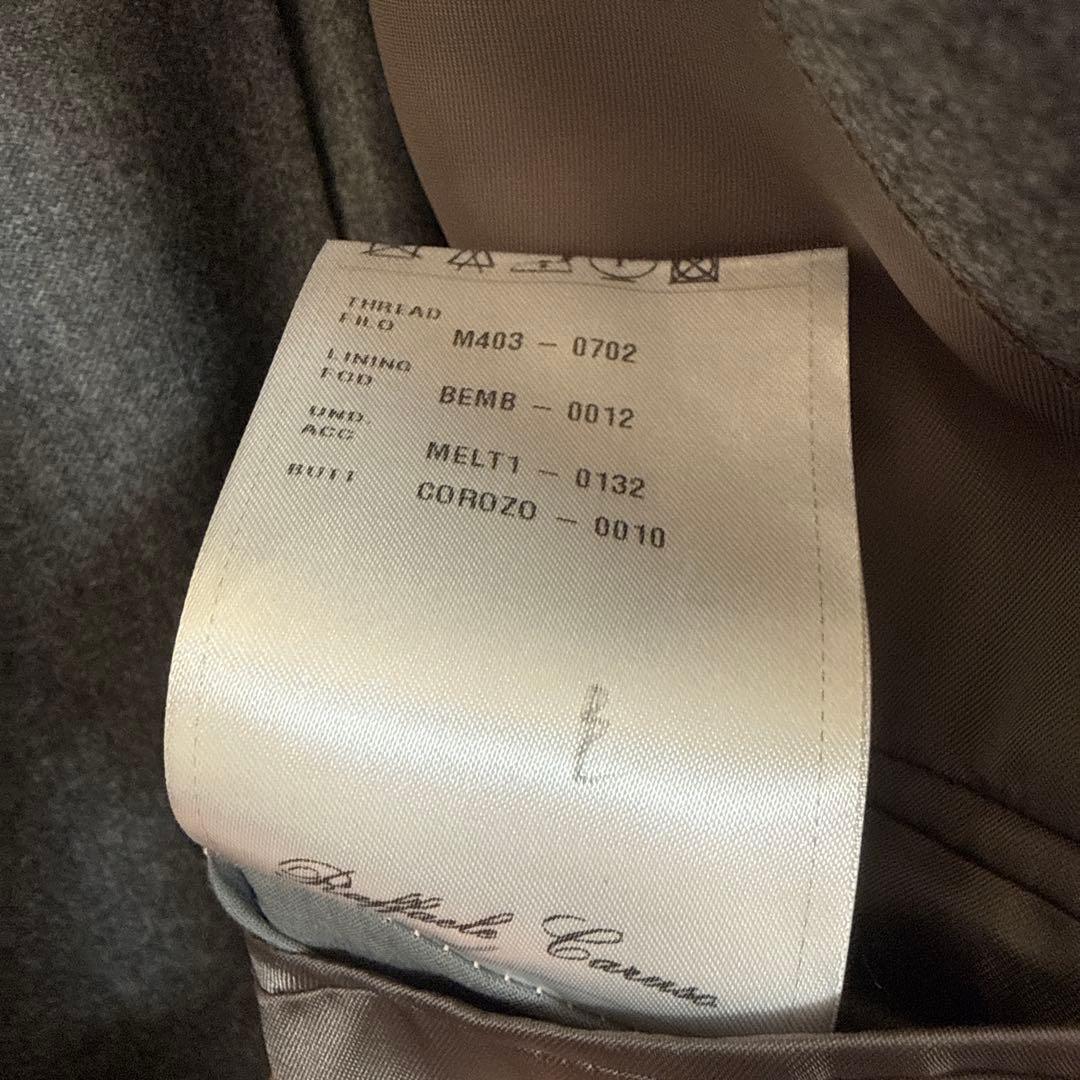 THREAD
FILO M403 - 0702
LINING
FOD BEMB - 0012
UND.
ACC MELT1 - 0132
BUTT COROZO - 0010
Raffaele Caruso